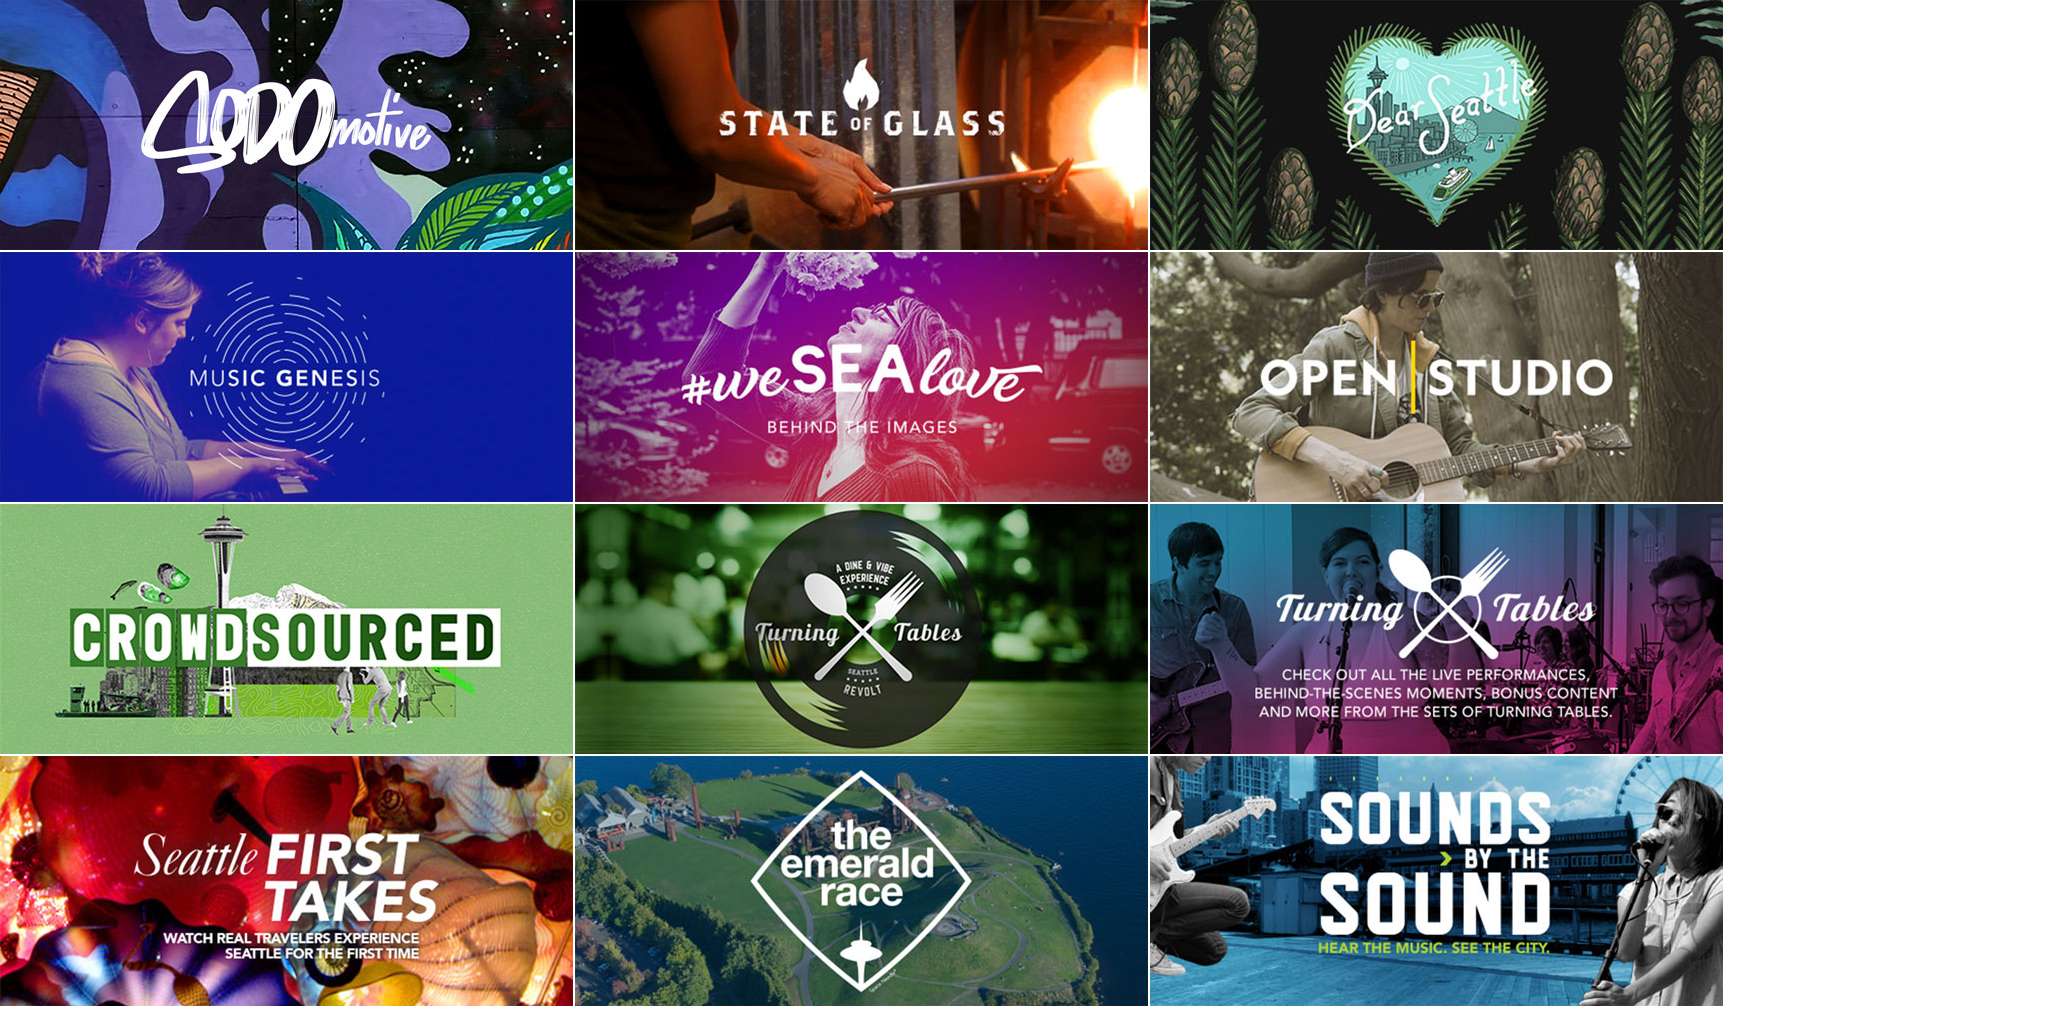 SODOmotive
STATE OF GLASS
Dear Seattle
MUSIC GENESIS
#weSEAlove
BEHIND THE IMAGES
OPEN STUDIO
CROWDSOURCED
A DINE & VIBE
EXPERIENCE
Turning Tables
SEATTLE
REVOLT
Turning Tables
CHECK OUT ALL THE LIVE PERFORMANCES,
BEHIND-THE-SCENES MOMENTS, BONUS CONTENT
AND MORE FROM THE SETS OF TURNING TABLES.
Seattle FIRST
TAKES
WATCH REAL TRAVELERS EXPERIENCE
SEATTLE FOR THE FIRST TIME
the
emerald
race
SOUNDS
BY THE
SOUND
HEAR THE MUSIC. SEE THE CITY.